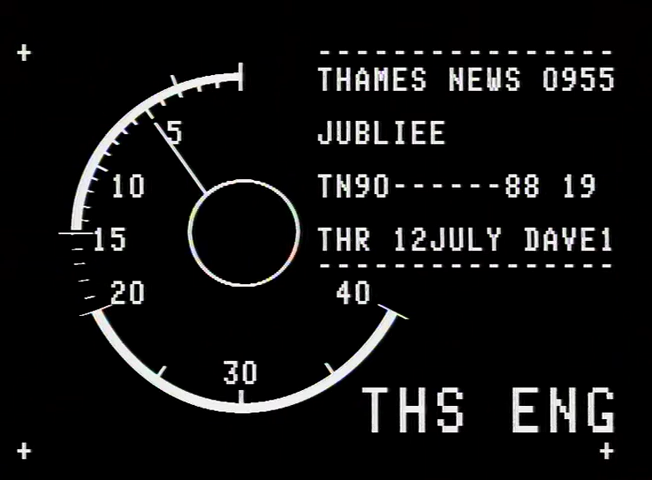 ----------------
THAMES NEWS 0955
JUBLIEE
TN90------88 19
THR 12JULY DAVE1
----------------
5
10
15
20
40
30
THS ENG